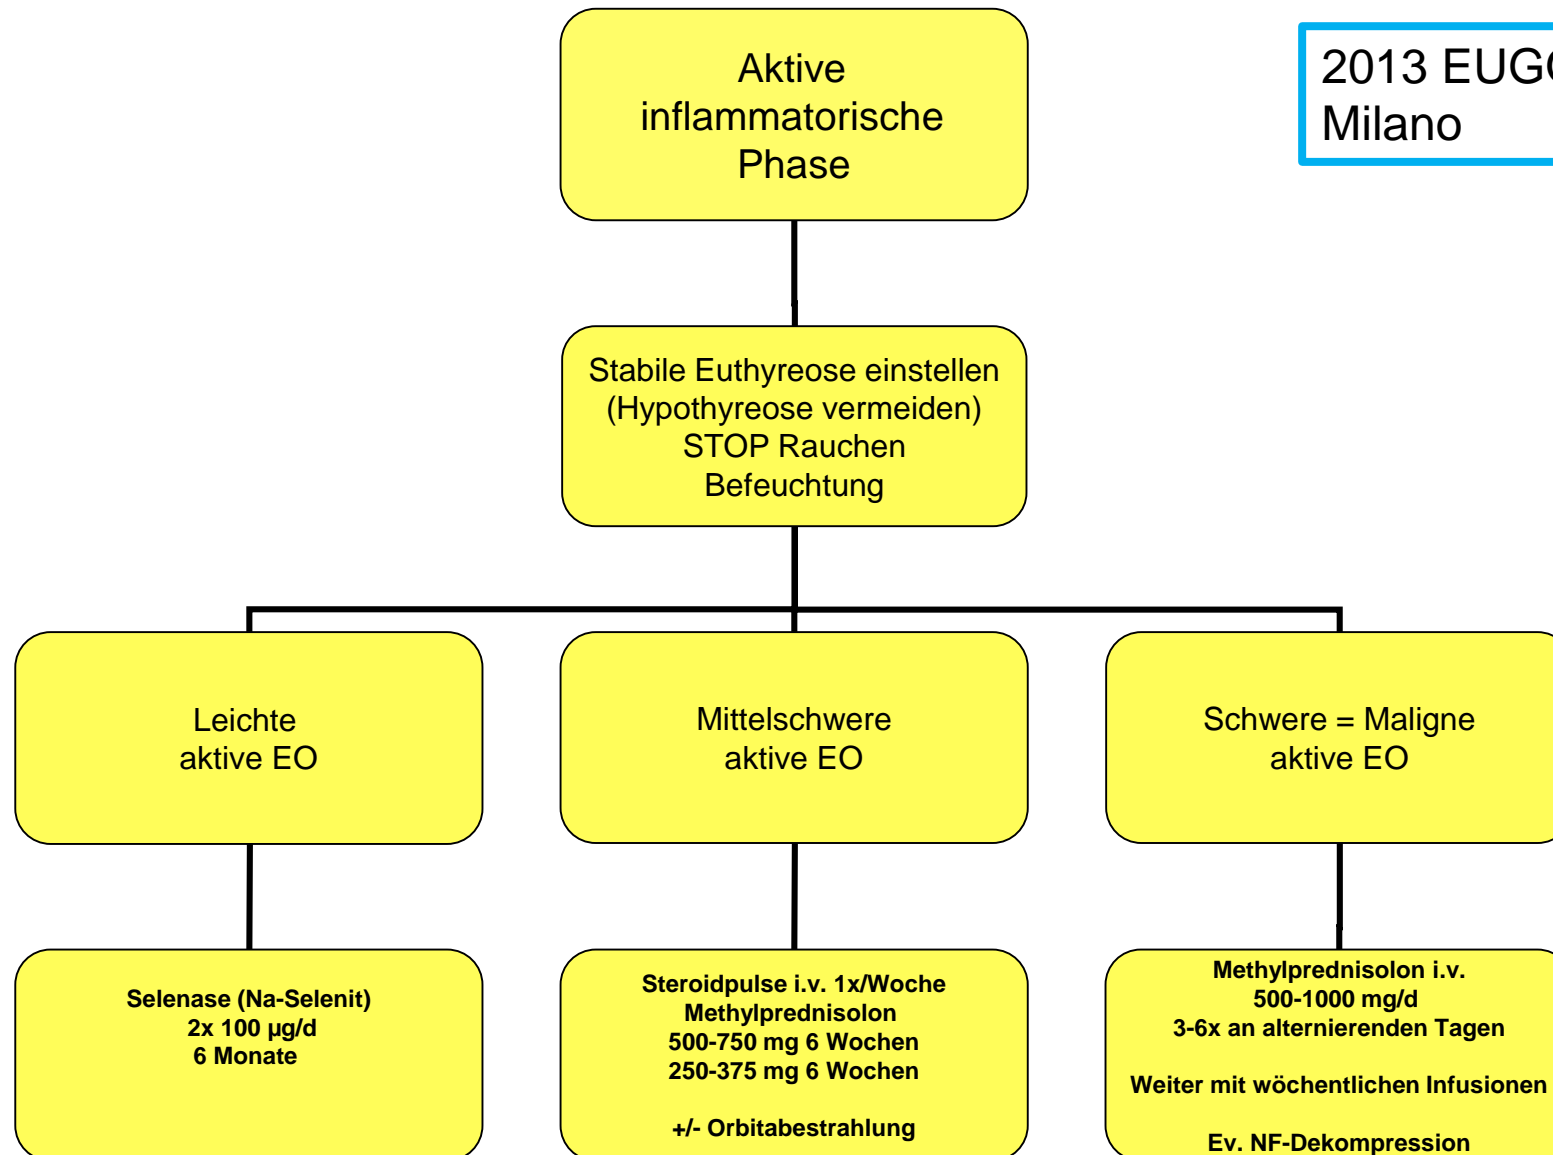 Aktive
inflammatorische
Phase
2013 EUGO
Milano
Stabile Euthyreose einstellen
(Hypothyreose vermeiden)
STOP Rauchen
Befeuchtung
Leichte
aktive EO
Mittelschwere
aktive EO
Schwere = Maligne
aktive EO
Selenase (Na-Selenit)
2x 100 µg/d
6 Monate
Steroidpulse i.v. 1x/Woche
Methylprednisolon
500-750 mg 6 Wochen
250-375 mg 6 Wochen
+/- Orbitabestrahlung
Methylprednisolon i.v.
500-1000 mg/d
3-6x an alternierenden Tagen
Weiter mit wöchentlichen Infusionen
Ev. NF-Dekompression